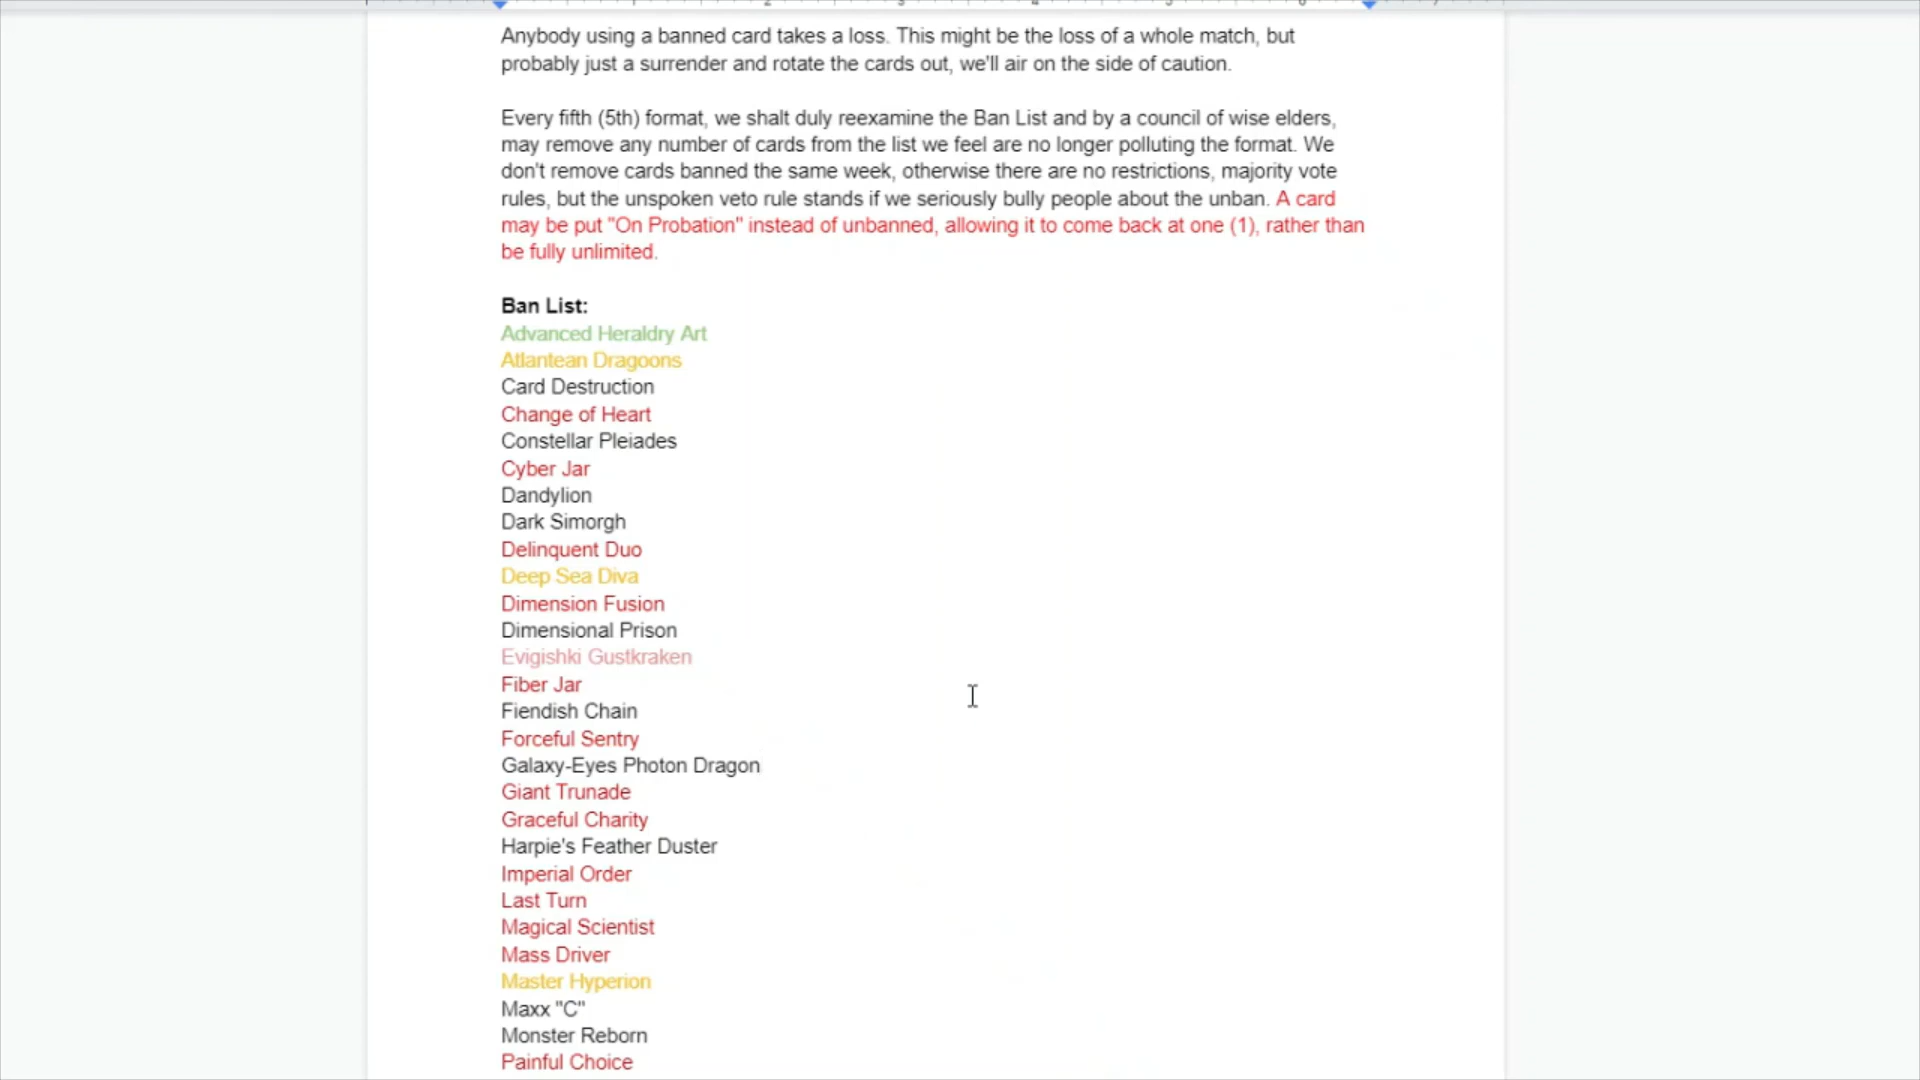 Anybody using a banned card takes a loss. This might be the loss of a whole match, but
probably just a surrender and rotate the cards out, we'll air on the side of caution.
Every fifth (5th) format, we shalt duly reexamine the Ban List and by a council of wise elders,
may remove any number of cards from the list we feel are no longer polluting the format. We
don't remove cards banned the same week, otherwise there are no restrictions, majority vote
rules, but the unspoken veto rule stands if we seriously bully people about the unban. A card
may be put "On Probation" instead of unbanned, allowing it to come back at one (1), rather than
be fully unlimited.
Ban List:
Advanced Heraldry Art
Atlantean Dragoons
Card Destruction
Change of Heart
Constellar Pleiades
Cyber Jar
Dandylion
Dark Simorgh
Delinquent Duo
Deep Sea Diva
Dimension Fusion
Dimensional Prison
Evigishki Gustkraken
Fiber Jar
Fiendish Chain
Forceful Sentry
Galaxy-Eyes Photon Dragon
Giant Trunade
Graceful Charity
Harpie's Feather Duster
Imperial Order
Last Turn
Magical Scientist
Mass Driver
Master Hyperion
Maxx "C"
Monster Reborn
Painful Choice